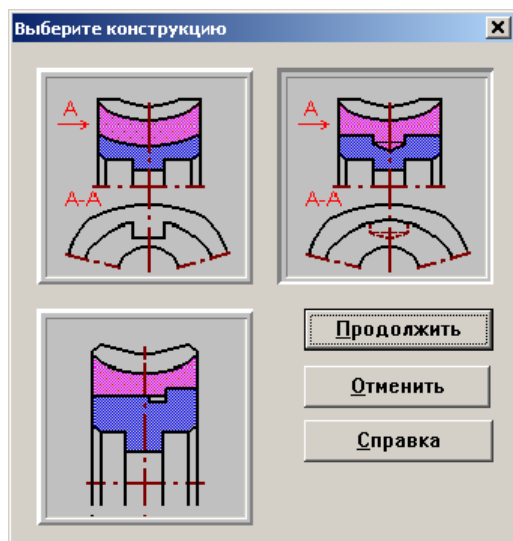 Выберите конструкцию
A
A-A
A
A-A
Продолжить
Отменить
Справка